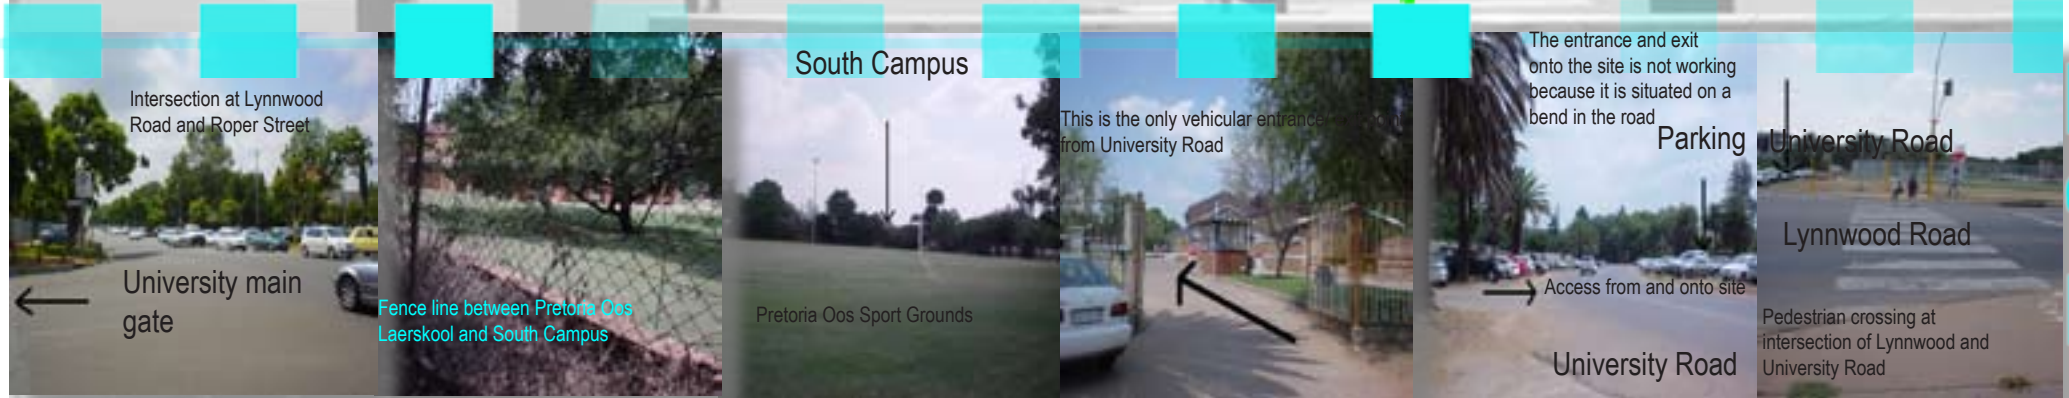 Intersection at Lynnwood
Road and Roper Street
University main
gate
Fence line between Pretoria Oos
Laerskool and South Campus
South Campus
Pretoria Oos Sport Grounds
This is the only vehicular entrance
from University Road
The entrance and exit
onto the site is not working
because it is situated on a
bend in the road
Parking
Access from and onto site
University Road
University Road
Lynnwood Road
Pedestrian crossing at
intersection of Lynnwood and
University Road